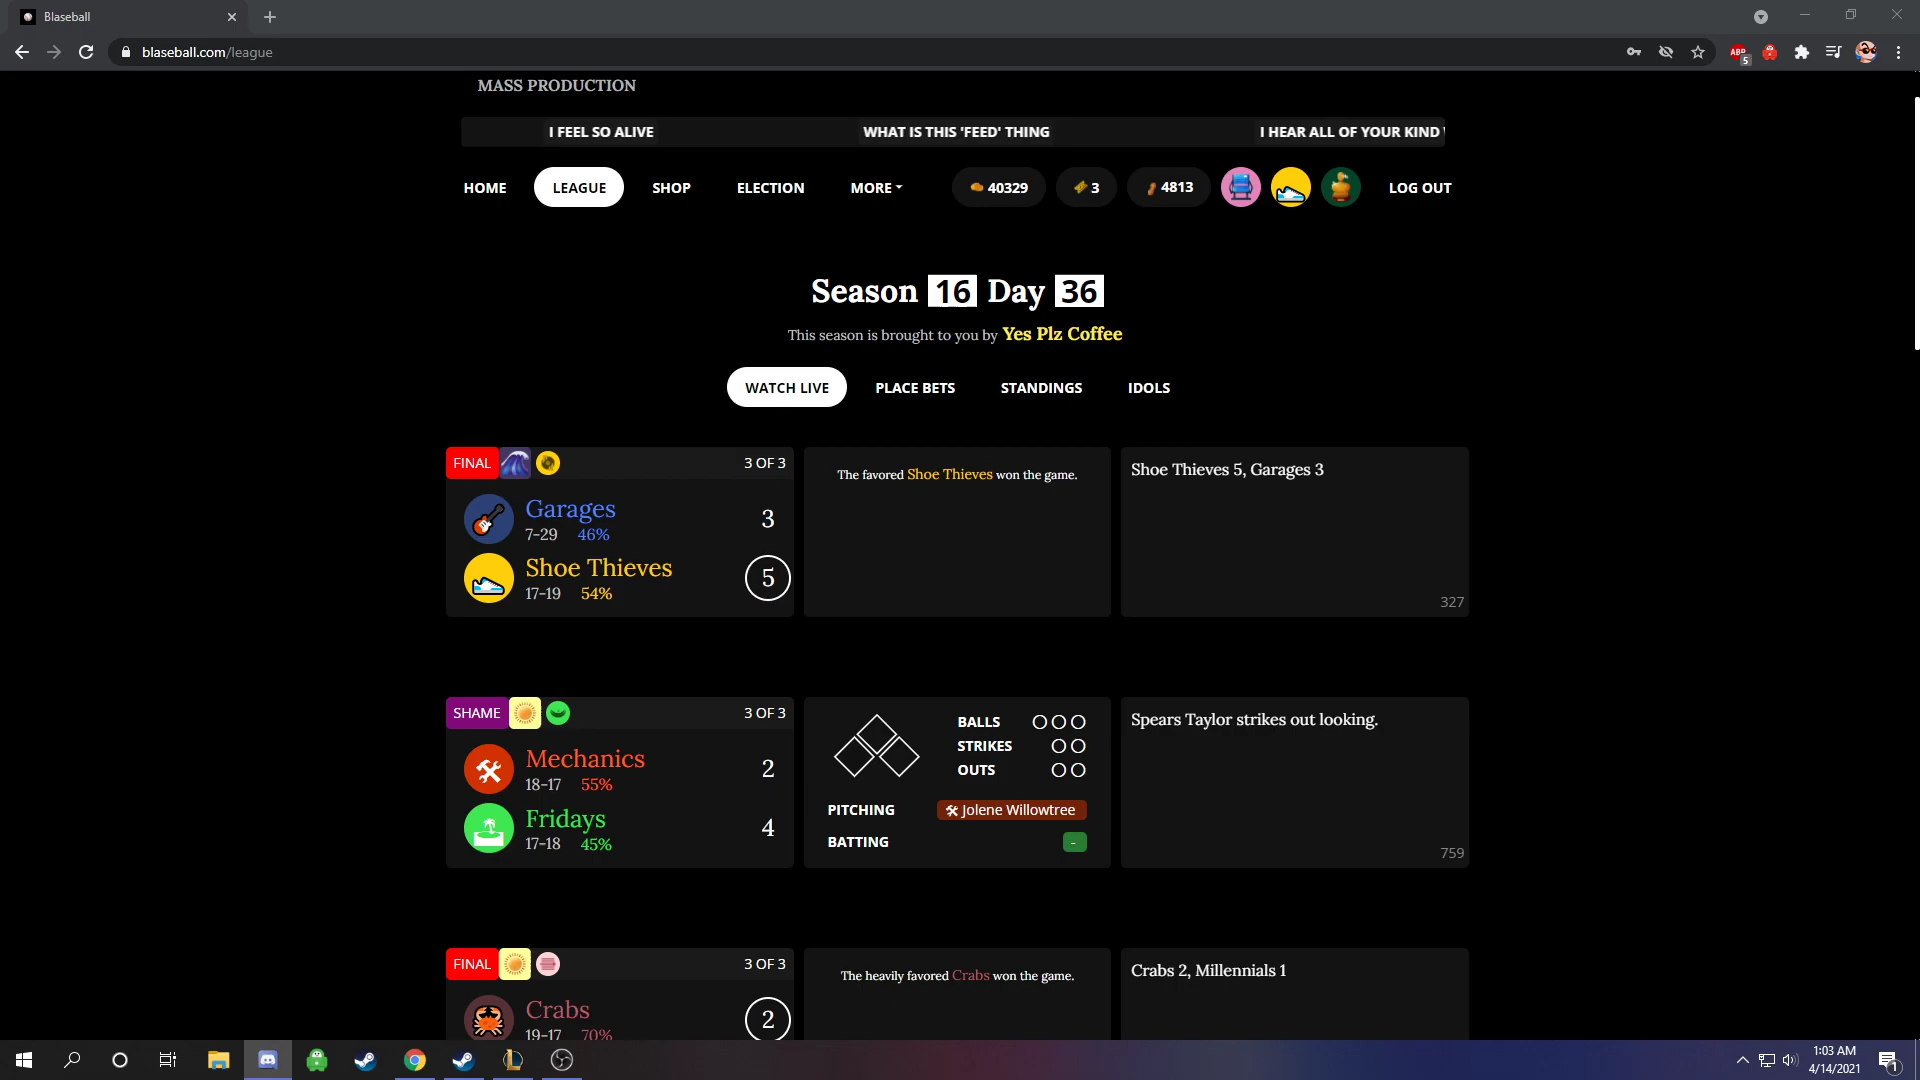 Blaseball
blaseball.com/league
ABP
5
MASS PRODUCTION
I FEEL SO ALIVE WHAT IS THIS 'FEED' THING I HEAR ALL OF YOUR KIND
HOME LEAGUE SHOP ELECTION MORE 40329 3 4813 LOG OUT
Season 16 Day 36
This season is brought to you by Yes Plz Coffee
WATCH LIVE PLACE BETS STANDINGS IDOLS
FINAL 3 OF 3
Garages 3
7-29 46%
Shoe Thieves 5
17-19 54%
The favored Shoe Thieves won the game.
Shoe Thieves 5, Garages 3
327
SHAME 3 OF 3
Mechanics 2
18-17 55%
Fridays 4
17-18 45%
BALLS
STRIKES
OUTS
PITCHING Jolene Willowtree
BATTING -
Spears Taylor strikes out looking.
759
FINAL 3 OF 3
Crabs 2
19-17 70%
The heavily favored Crabs won the game.
Crabs 2, Millennials 1
1:03 AM
4/14/2021
1